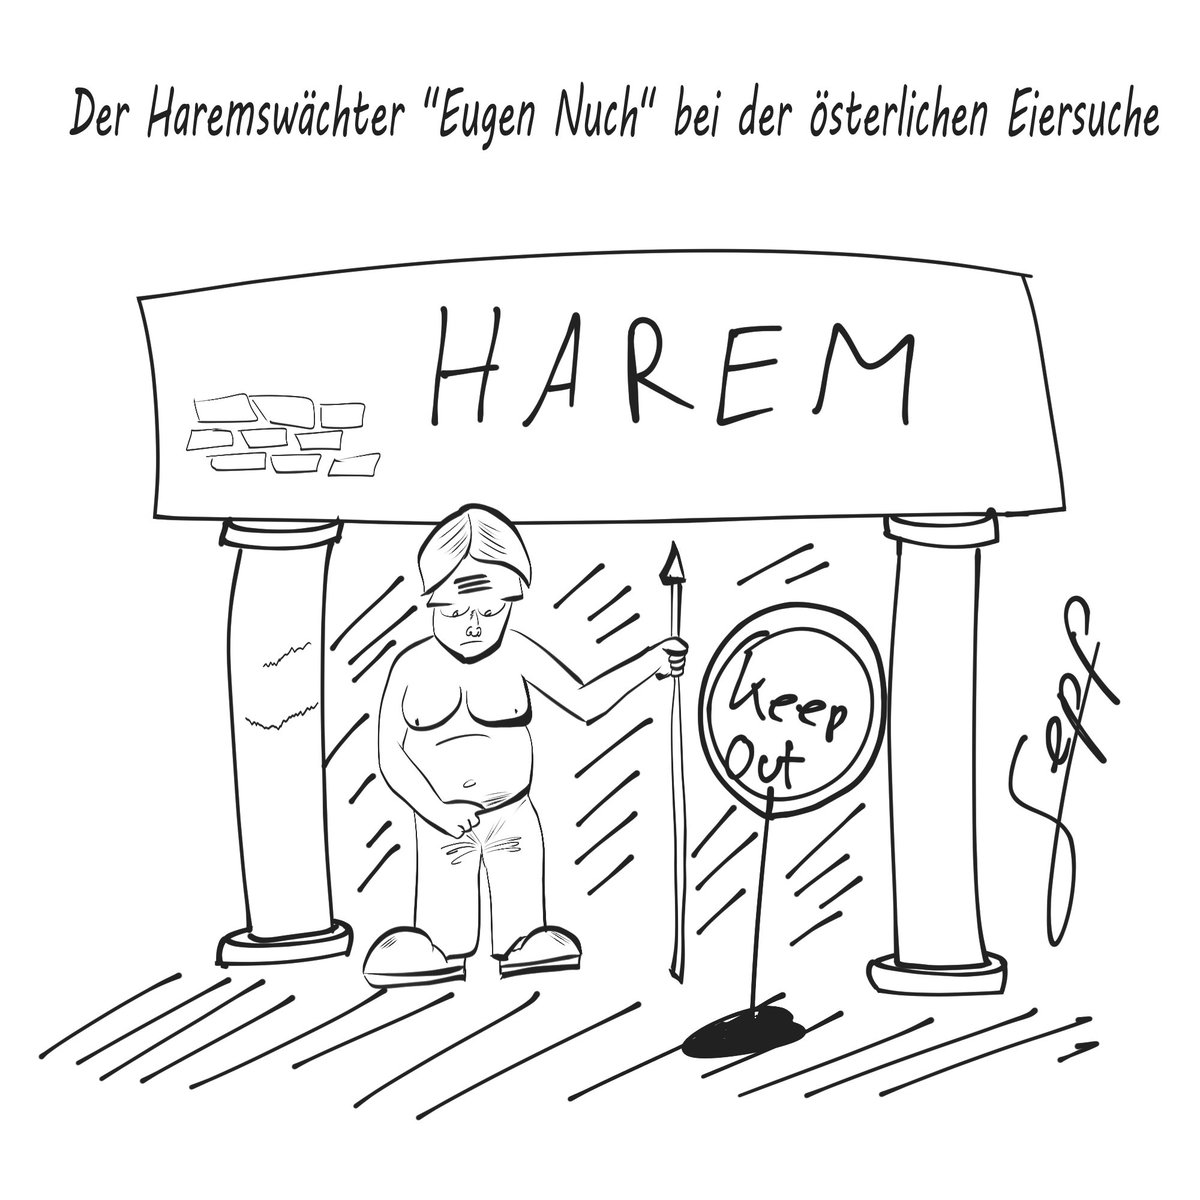 Der Haremswächter "Eugen Nuch" bei der österlichen Eiersuche
HAREM
Keep
Out
Sepp